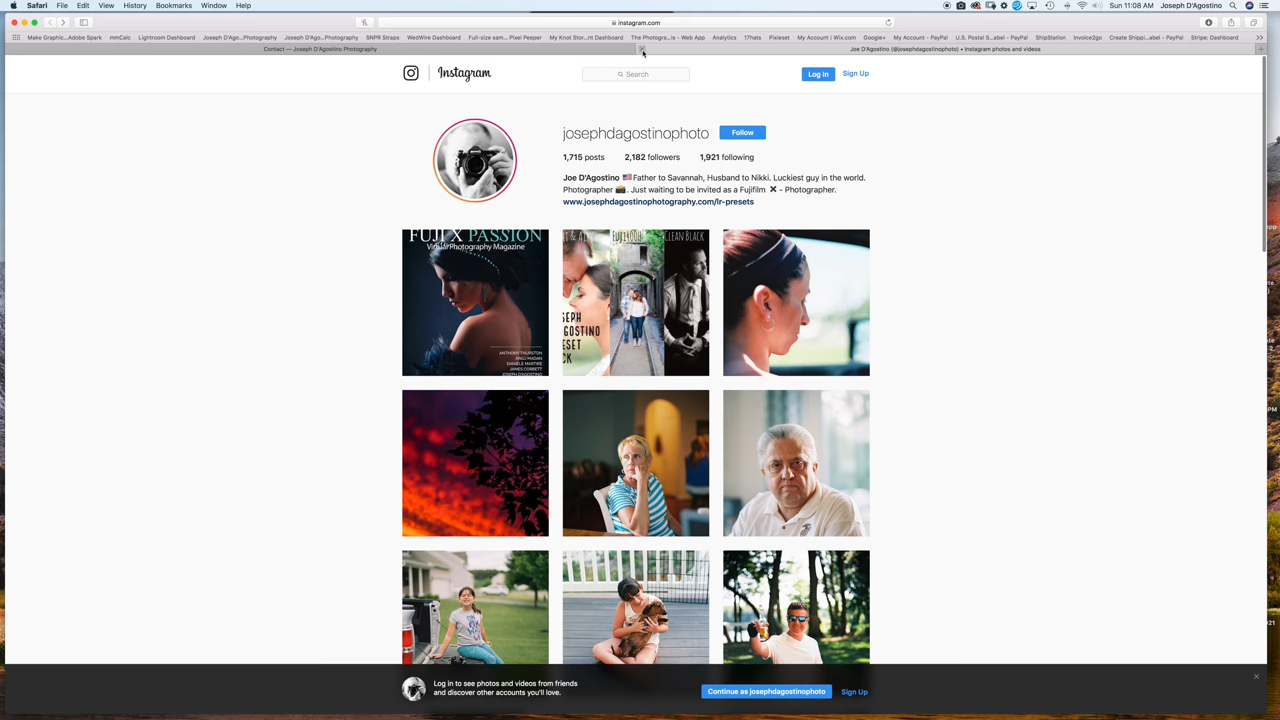 Safari File Edit View History Bookmarks Window Help Sun 11:08 AM Joseph D'Agostino
instagram.com
Make Graphic...Adobe Spark mmCalc Lightroom Dashboard Joseph D'Ago...Photography Joseph D'Ago...Photography SNPR Straps WedWire Dashboard Full-size sam... Pixel Peeper My Knot Stor...nt Dashboard The Photogra...is - Web App Analytics 17hats Pixieset My Account | Wix.com Google+ My Account - PayPal U.S. Postal S...abel - PayPal ShipStation Invoice2go Create Shippi...abel - PayPal Stripe: Dashboard
Contact — Joseph D'Agostino Photography Joe D'Agostino (@josephdagostinophoto) • Instagram photos and videos
Instagram Search Log In Sign Up
josephdagostinophoto Follow
1,715 posts 2,182 followers 1,921 following
Joe D'Agostino 🇺🇸Father to Savannah, Husband to Nikki. Luckiest guy in the world.
Photographer 📸. Just waiting to be invited as a Fujifilm ✖ - Photographer.
www.josephdagostinophotography.com/lr-presets
FUJI X PASSION
Virtual Photography Magazine
ANTHONY THURSTON
DANIELE MARTIRE
JAMES CORBETT
JOSEPH D'AGOSTINO
CLEAN BLACK
Log in to see photos and videos from friends
and discover other accounts you'll love.
Continue as josephdagostinophoto Sign Up